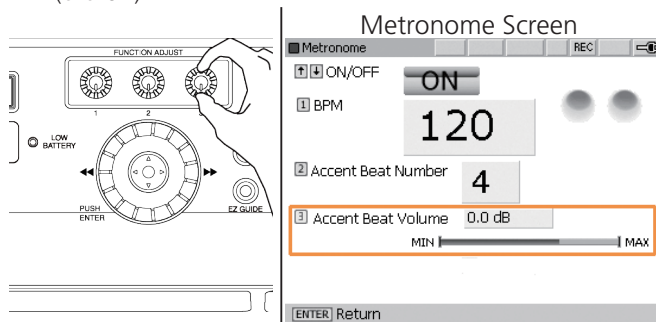 FUNCTION ADJUST
1 2
LOW
BATTERY
PUSH
ENTER
EZ GUIDE
Metronome Screen
Metronome REC
ON/OFF ON
1 BPM 120
2 Accent Beat Number 4
3 Accent Beat Volume 0.0 dB
MIN MAX
ENTER Return